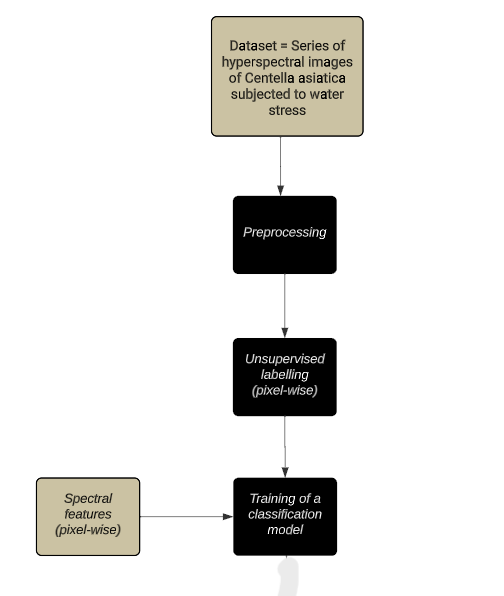 Dataset = Series of
hyperspectral images
of Centella asiatica
subjected to water
stress
Preprocessing
Unsupervised
labelling
(pixel-wise)
Spectral
features
(pixel-wise)
Training of a
classification
model